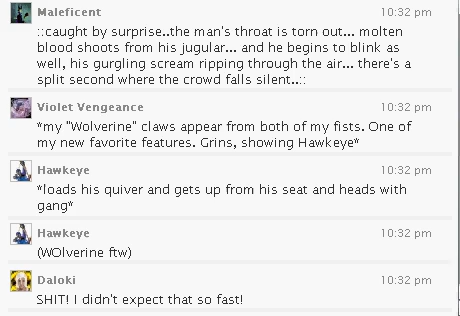 Maleficent 10:32 pm
::caught by surprise..the man's throat is torn out... molten
blood shoots from his jugular... and he begins to blink as
well, his gurgling scream ripping through the air... there's a
split second where the crowd falls silent..::
Violet Vengeance 10:32 pm
*my "Wolverine" claws appear from both of my fists. One of
my new favorite features. Grins, showing Hawkeye*
Hawkeye 10:32 pm
*loads his quiver and gets up from his seat and heads with
gang*
Hawkeye 10:32 pm
(WOlverine ftw)
Daloki 10:32 pm
SHIT! I didn't expect that so fast!